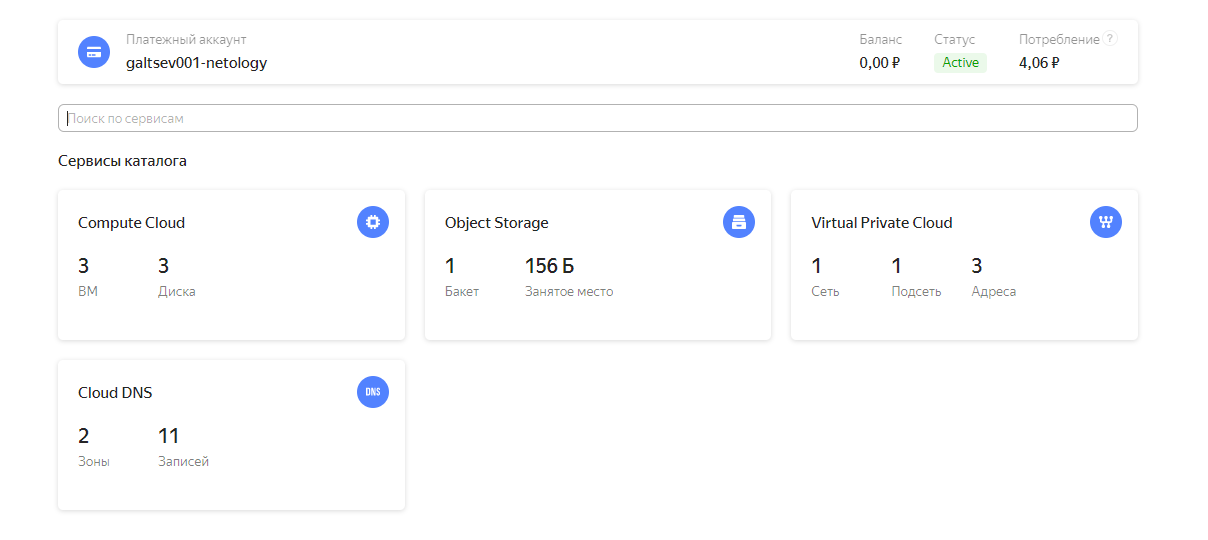 Платежный аккаунт
galtsev001-netology
Баланс
0,00 ₽
Статус
Active
Потребление ?
4,06 ₽
Поиск по сервисам
Сервисы каталога
Compute Cloud
3 3
ВМ Диска
Object Storage
1 156 Б
Бакет Занятое место
Virtual Private Cloud
1 1 3
Сеть Подсеть Адреса
Cloud DNS
DNS
2 11
Зоны Записей